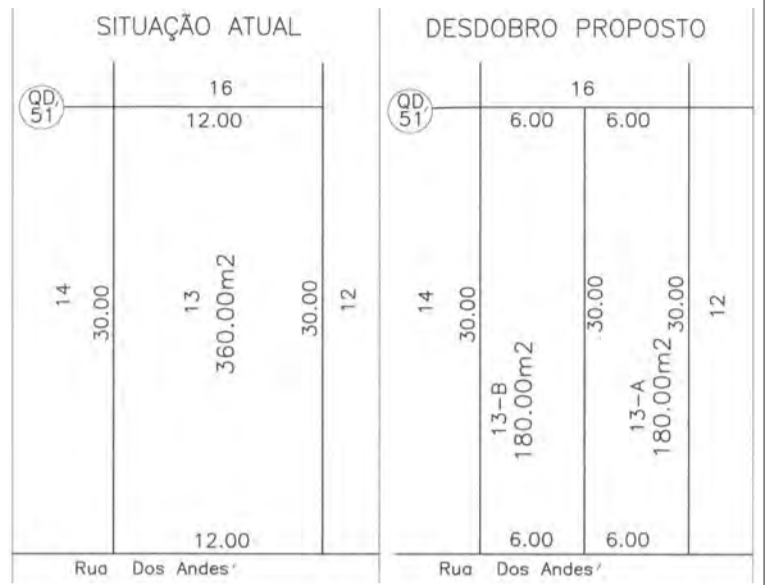 SITUAÇÃO ATUAL
16
QD,
51
12.00
14
30.00
13
360.00m2
30.00
12
12.00
Rua Dos Andes
DESDOBRO PROPOSTO
16
QD,
51
6.00 6.00
14
30.00
13-B
180.00m2
30.00
13-A
180.00m2
30.00
12
6.00 6.00
Rua Dos Andes